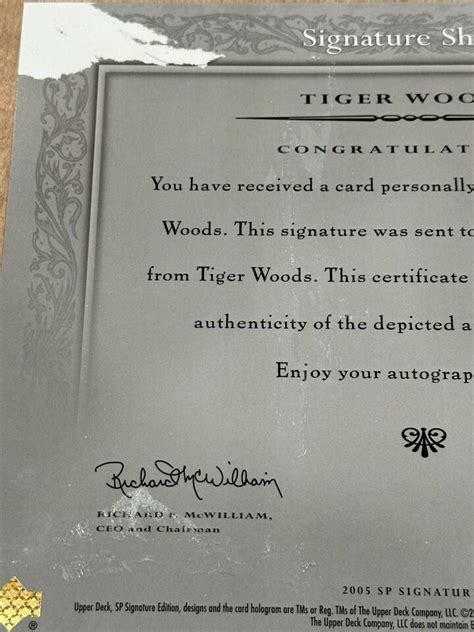 Signature Sh
TIGER WOO
CONGRATULAT
You have received a card personally
Woods. This signature was sent to
from Tiger Woods. This certificate
authenticity of the depicted a
Enjoy your autograp
Richard McWilliam
RICHARD P. McWILLIAM,
CEO and Chairman
2005 SP SIGNATUR
Upper Deck, SP Signature Edition, designs and the card hologram are TMs or Reg. TMs of The Upper Deck Company, LLC. ©2
The Upper Deck Company, LLC does not maintain
®